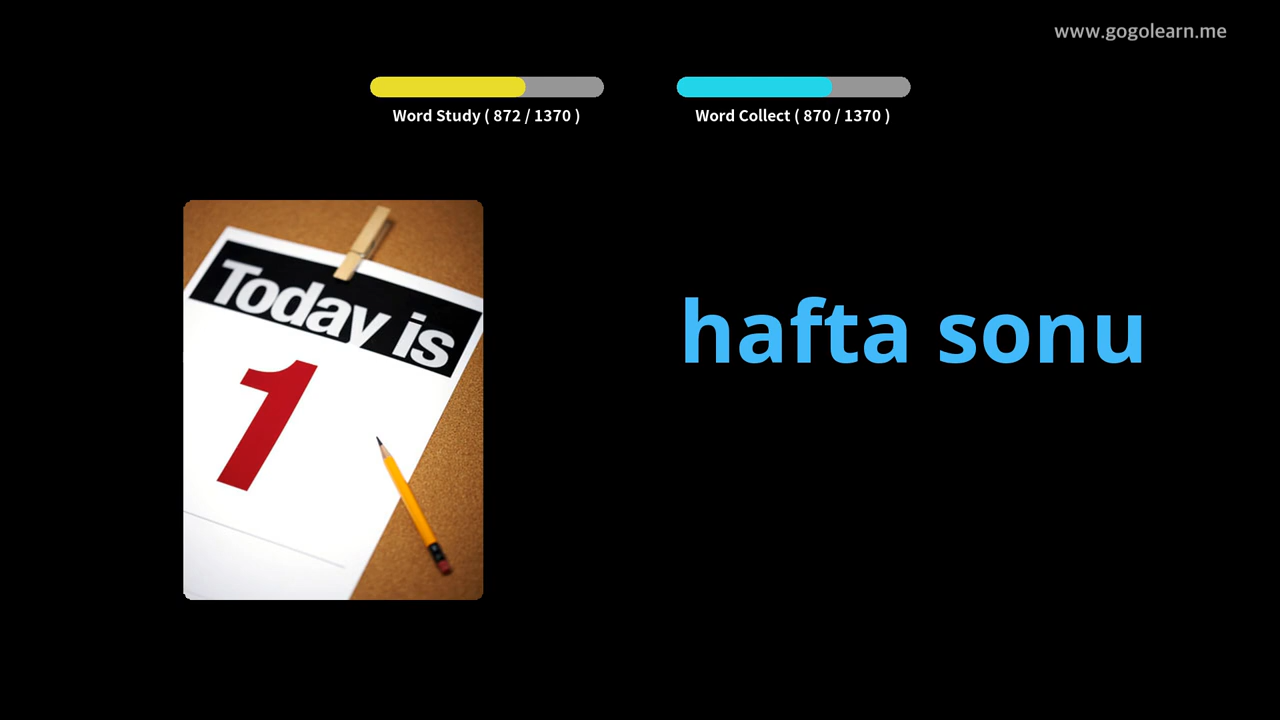 www.gogolearn.me
Word Study ( 872 / 1370 )
Word Collect ( 870 / 1370 )
Today is
1
hafta sonu